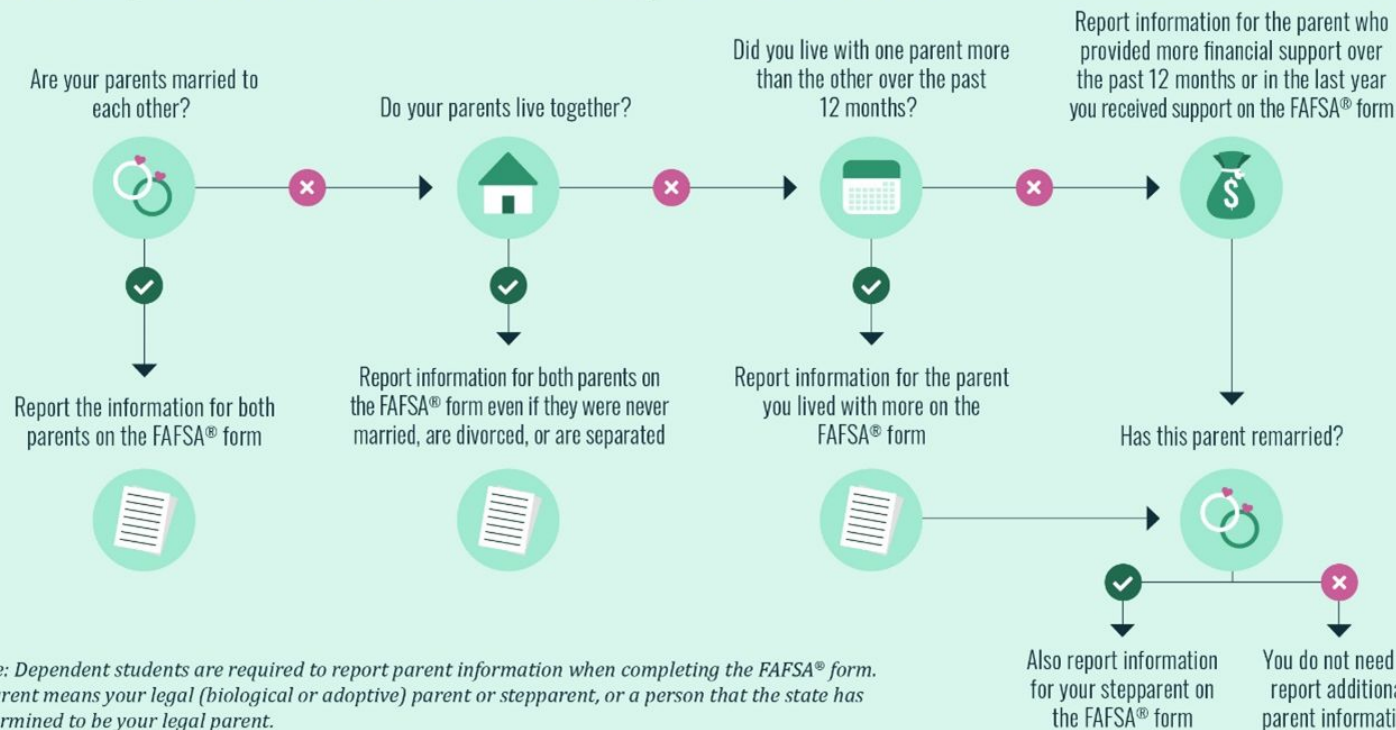 Are your parents married to
each other?
Do your parents live together?
Did you live with one parent more
than the other over the past
12 months?
Report information for the parent who
provided more financial support over
the past 12 months or in the last year
you received support on the FAFSA® form
$
Report the information for both
parents on the FAFSA® form
Report information for both parents on
the FAFSA® form even if they were never
married, are divorced, or are separated
Report information for the parent
you lived with more on the
FAFSA® form
Has this parent remarried?
Also report information
for your stepparent on
the FAFSA® form
You do not need
report
parent
Dependent students are required to report parent information when completing the FAFSA® form.
means your legal (biological or adoptive) parent or stepparent, or a person that the state has
to be your legal parent.